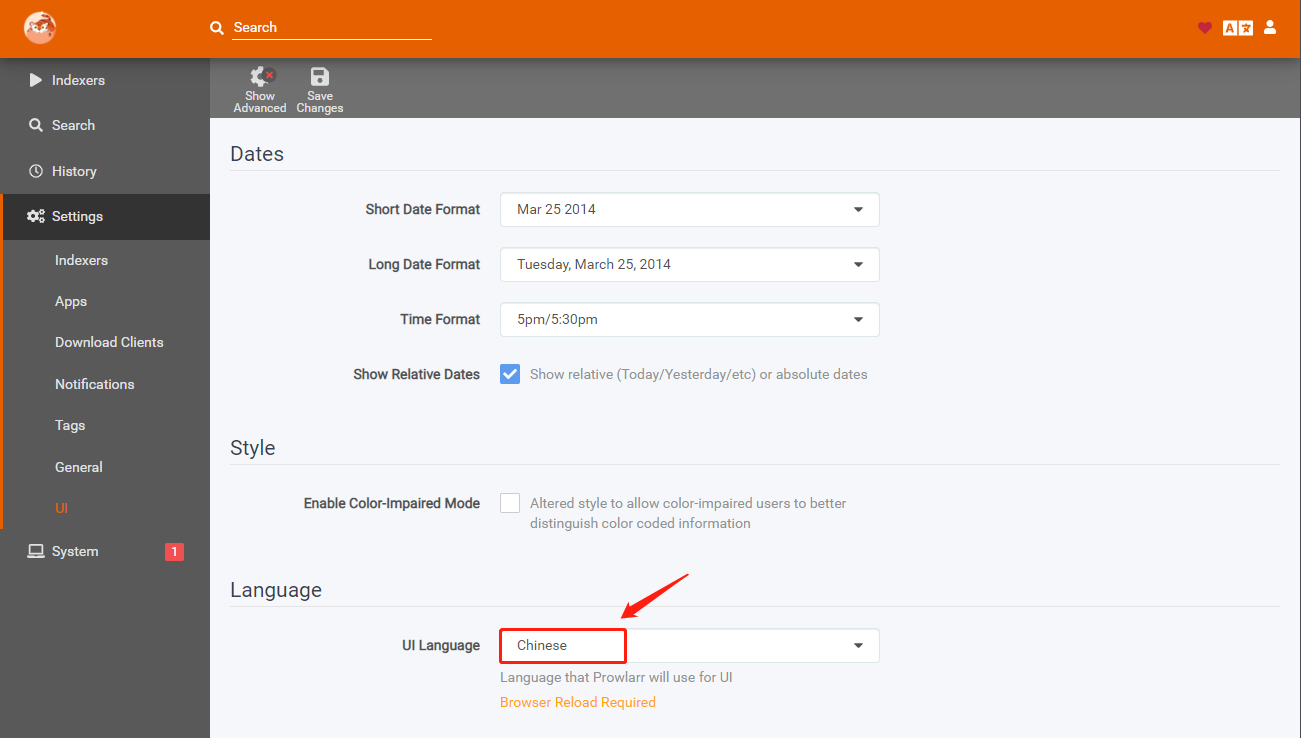 Search
A
Indexers
Search
History
Settings
Indexers
Apps
Download Clients
Notifications
Tags
General
UI
System 1
Show
Advanced
Save
Changes
Dates
Short Date Format Mar 25 2014
Long Date Format Tuesday, March 25, 2014
Time Format 5pm/5:30pm
Show Relative Dates Show relative (Today/Yesterday/etc) or absolute dates
Style
Enable Color-Impaired Mode Altered style to allow color-impaired users to better
distinguish color coded information
Language
UI Language Chinese
Language that Prowlarr will use for UI
Browser Reload Required